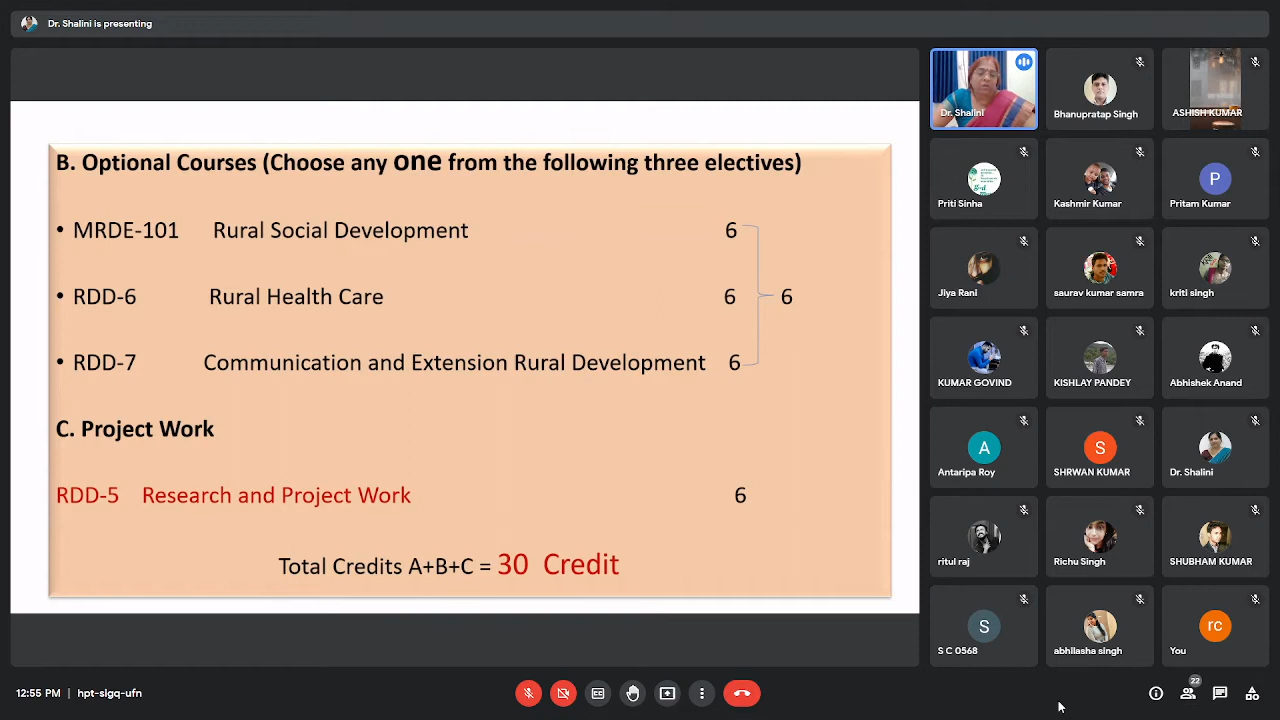 Dr. Shalini is presenting
B. Optional Courses (Choose any one from the following three electives)
• MRDE-101 Rural Social Development 6
• RDD-6 Rural Health Care 6 6
• RDD-7 Communication and Extension Rural Development 6
C. Project Work
RDD-5 Research and Project Work 6
Total Credits A+B+C = 30 Credit
Dr. Shalini
Bhanupratap Singh
ASHISH KUMAR
Priti Sinha
Kashmir Kumar
P
Pritam Kumar
Jiya Rani
saurav kumar samra
kriti singh
KUMAR GOVIND
KISHLAY PANDEY
Abhishek Anand
A
Antaripa Roy
S
SHRWAN KUMAR
Dr. Shalini
ritul raj
Richu Singh
SHUBHAM KUMAR
S
S C 0568
abhilasha singh
rc
You
12:55 PM | hpt-slgq-ufn
22